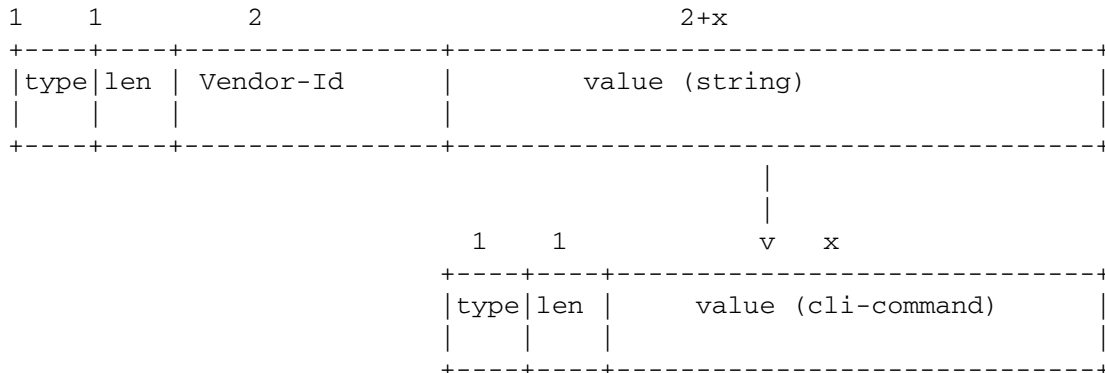 1    1         2                          2+x
+----+----+----------------+----------------------------------------+
|type|len | Vendor-Id      |        value (string)                  |
|    |    |                |                                        |
+----+----+----------------+----------------------------------------+
                                               |
                                               |
                             1    1            v   x
                           +----+----+------------------------------+
                           |type|len |     value (cli-command)      |
                           |    |    |                              |
                           +----+----+------------------------------+